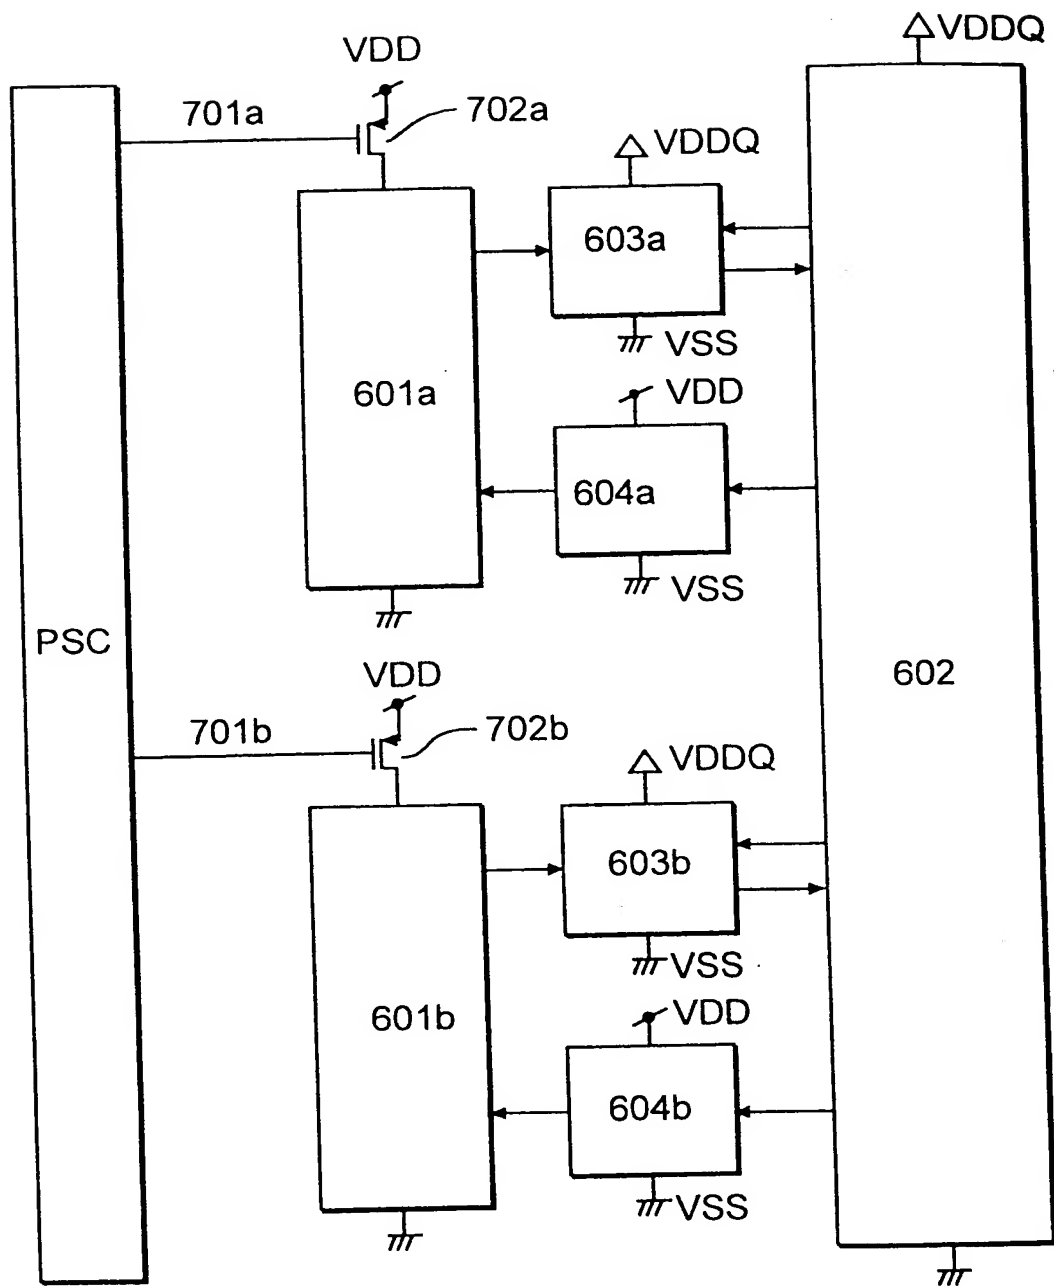 VDDQ
VDD
701a
702a
VDDQ
603a
VSS
601a
VDD
604a
VSS
PSC
602
VDD
701b
702b
VDDQ
603b
VSS
601b
VDD
604b
VSS